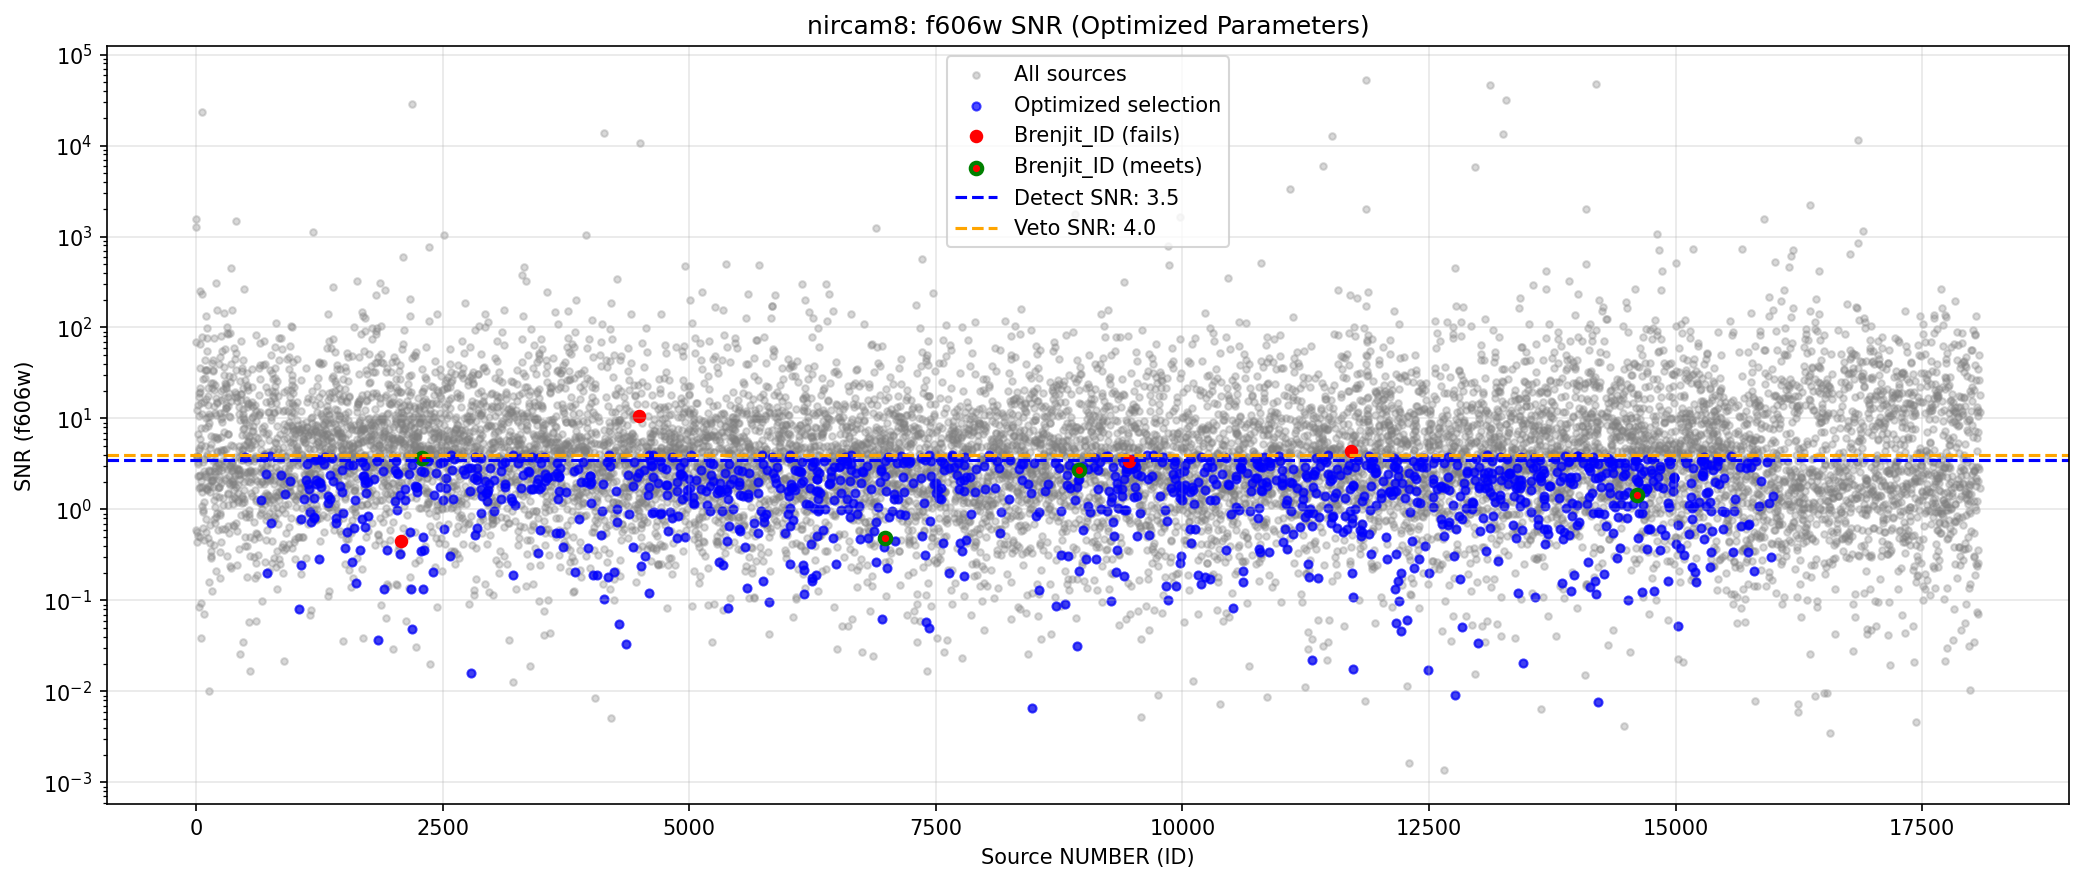 nircam8: f606w SNR (Optimized Parameters)
All sources
Optimized selection
Brenjit_ID (fails)
Brenjit_ID (meets)
Detect SNR: 3.5
Veto SNR: 4.0
SNR (f606w)
10^5
10^4
10^3
10^2
10^1
10^0
10^−1
10^−2
10^−3
0 2500 5000 7500 10000 12500 15000 17500
Source NUMBER (ID)